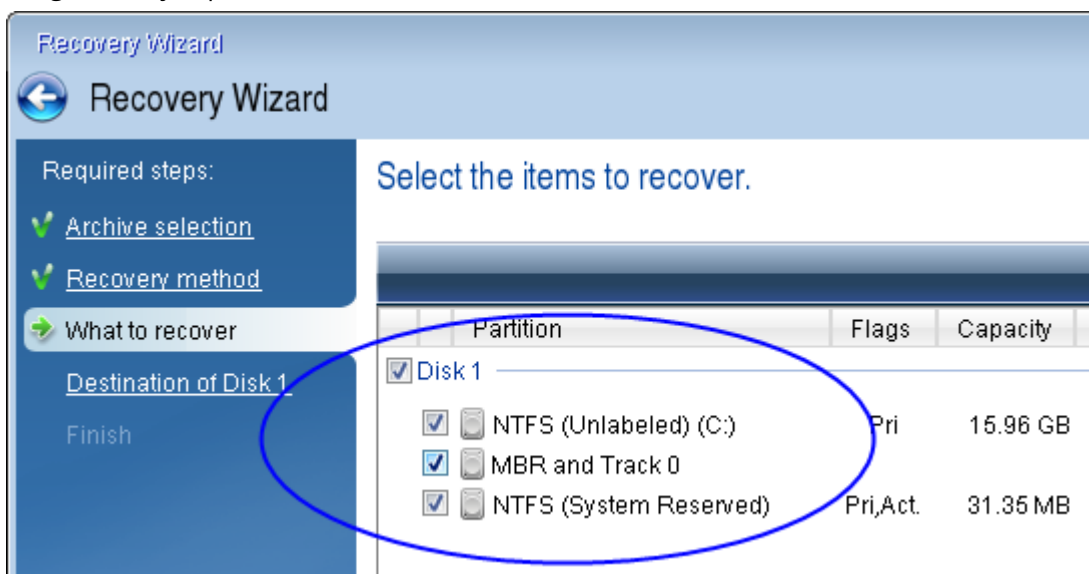 Recovery Wizard
Recovery Wizard
Required steps:
Archive selection
Recovery method
What to recover
Destination of Disk 1
Finish
Select the items to recover.
Partition Flags Capacity
Disk 1
NTFS (Unlabeled) (C:) Pri 15.96 GB
MBR and Track 0
NTFS (System Reserved) Pri,Act. 31.35 MB